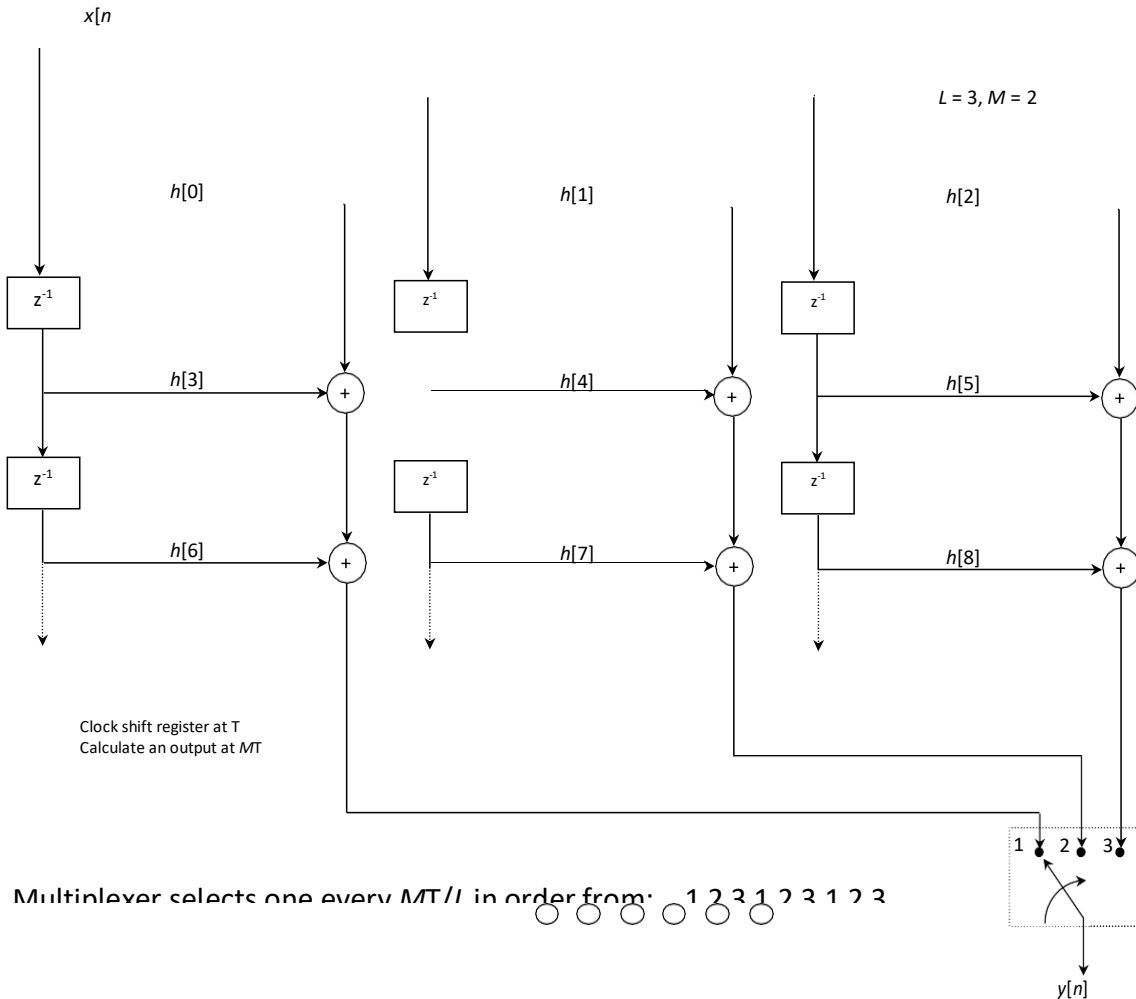 x[n
L = 3, M = 2
h[0] h[1] h[2]
z-1 z-1 z-1
h[3] h[4] h[5]
+ + +
z-1 z-1 z-1
h[6] h[7] h[8]
+ + +
Clock shift register at T
Calculate an output at MT
1 2 3
Multiplexer selects one every MT/L in order from: 1 2 3 1 2 3 1 2 3
y[n]